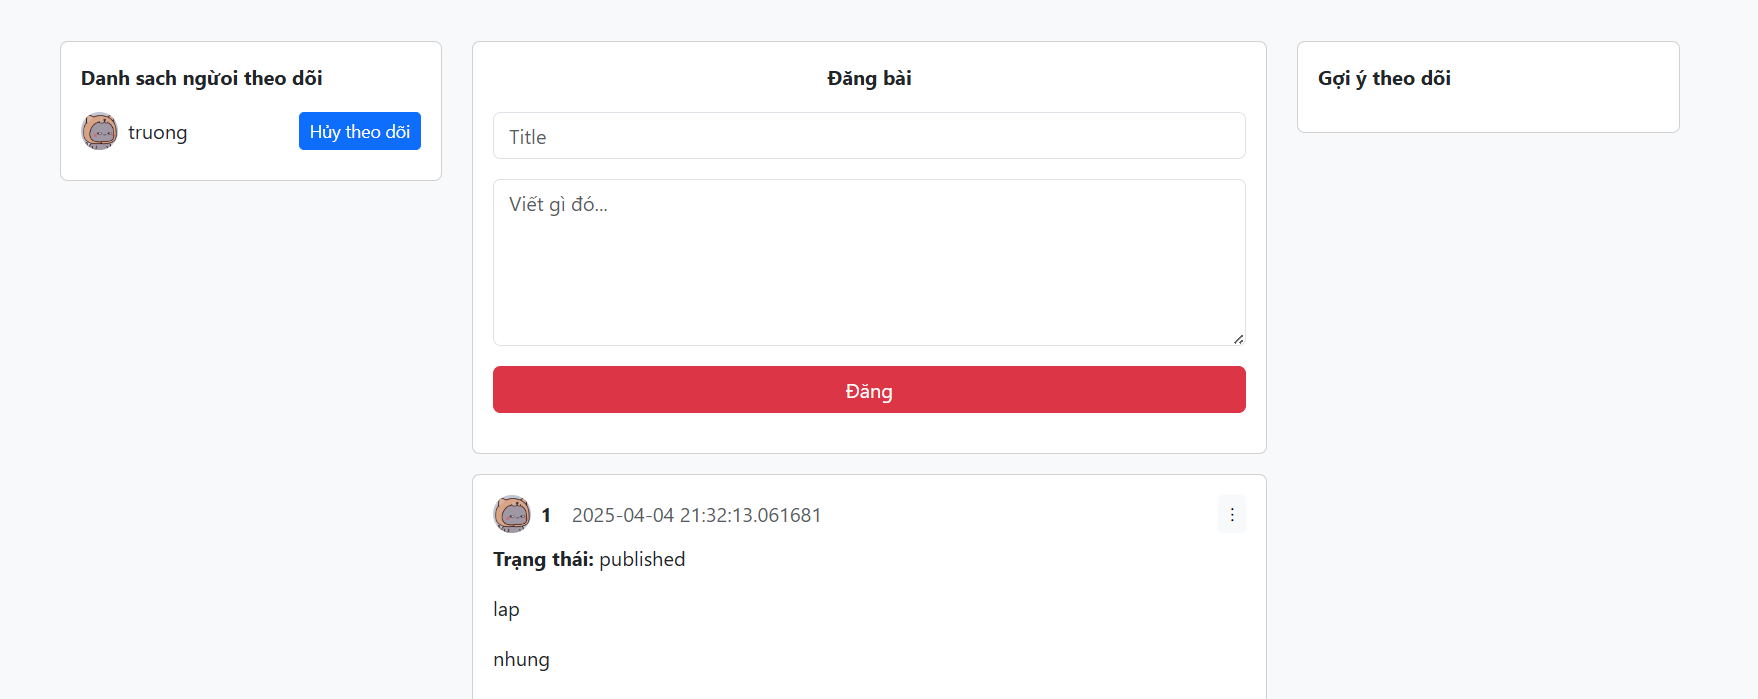 Danh sach ngừoi theo dõi
truong
Hủy theo dõi
Đăng bài
Title
Viết gì đó...
Đăng
1 2025-04-04 21:32:13.061681
Trạng thái: published
lap
nhung
Gợi ý theo dõi